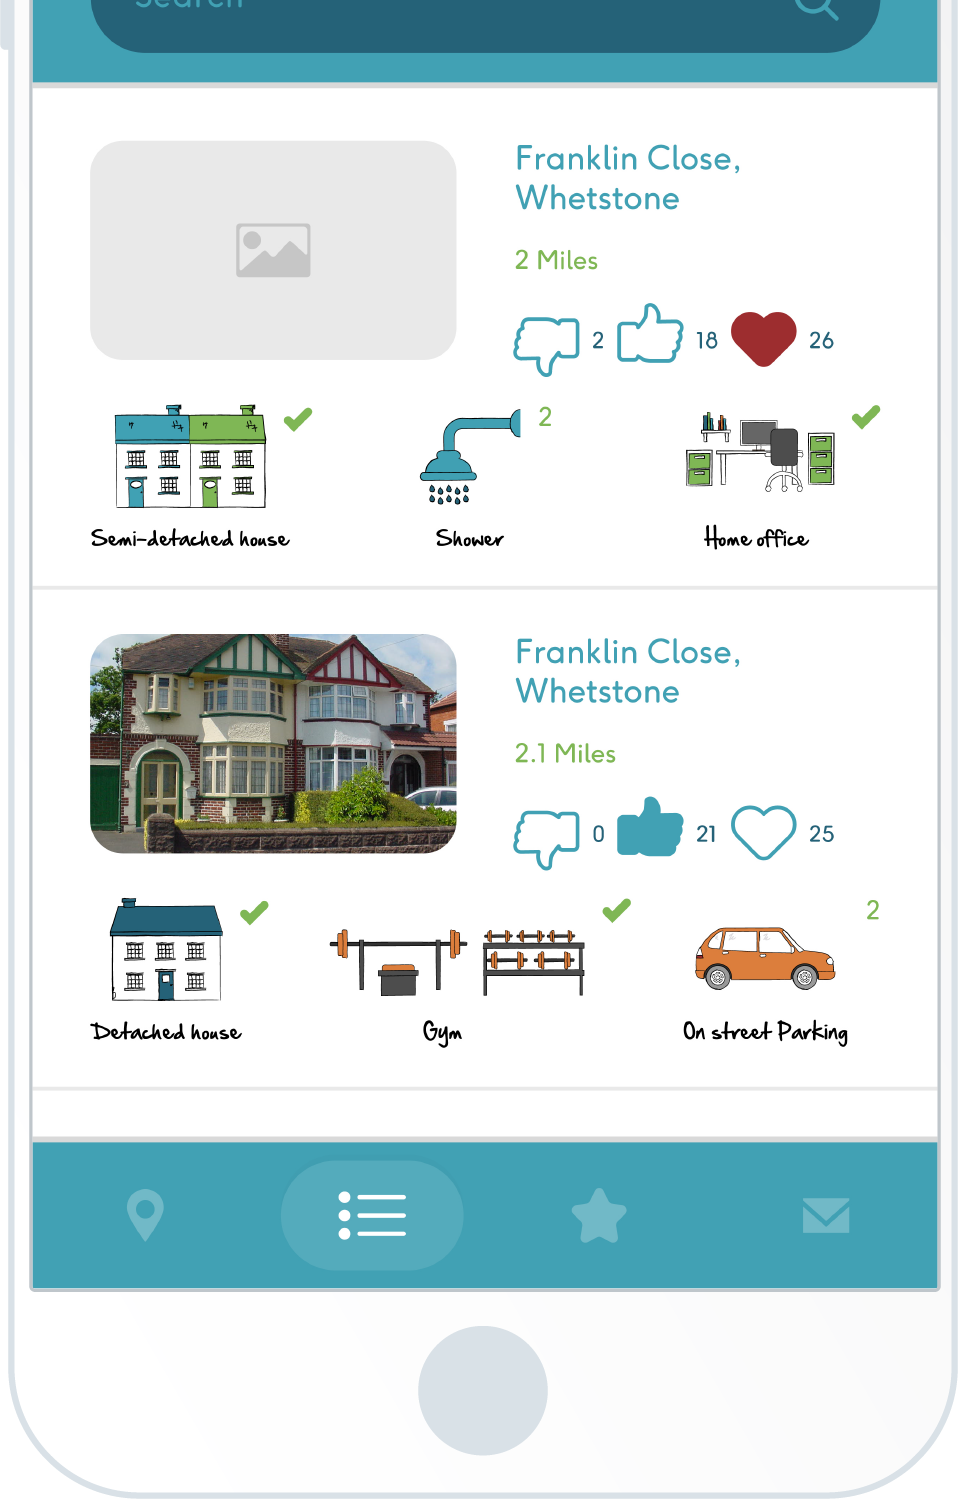 Search
Franklin Close,
Whetstone
2 Miles
2 18 26
2
Semi-detached house Shower Home office
Franklin Close,
Whetstone
2.1 Miles
0 21 25
2
Detached house Gym On street Parking